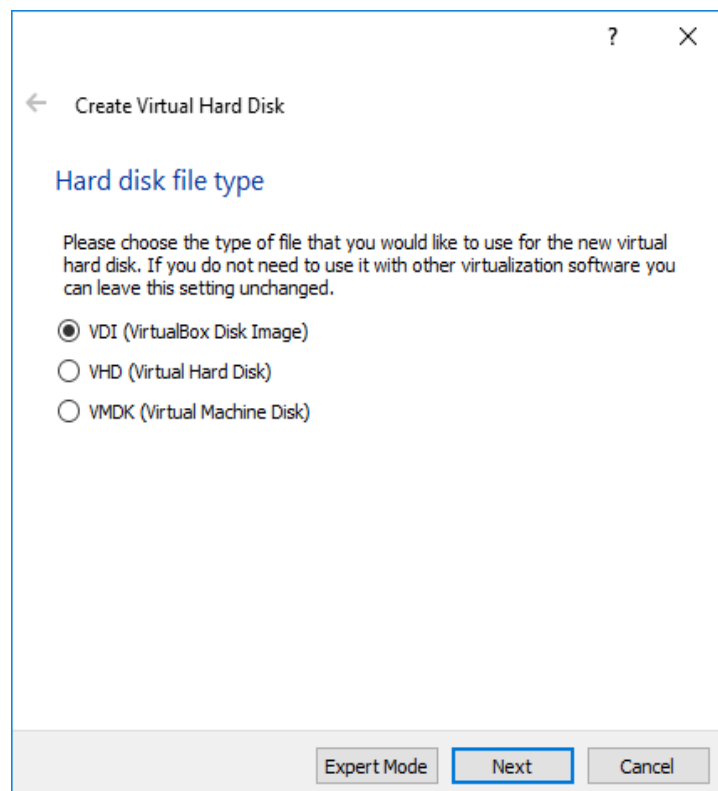 ?
Create Virtual Hard Disk
Hard disk file type
Please choose the type of file that you would like to use for the new virtual
hard disk. If you do not need to use it with other virtualization software you
can leave this setting unchanged.
VDI (VirtualBox Disk Image)
VHD (Virtual Hard Disk)
VMDK (Virtual Machine Disk)
Expert Mode Next Cancel